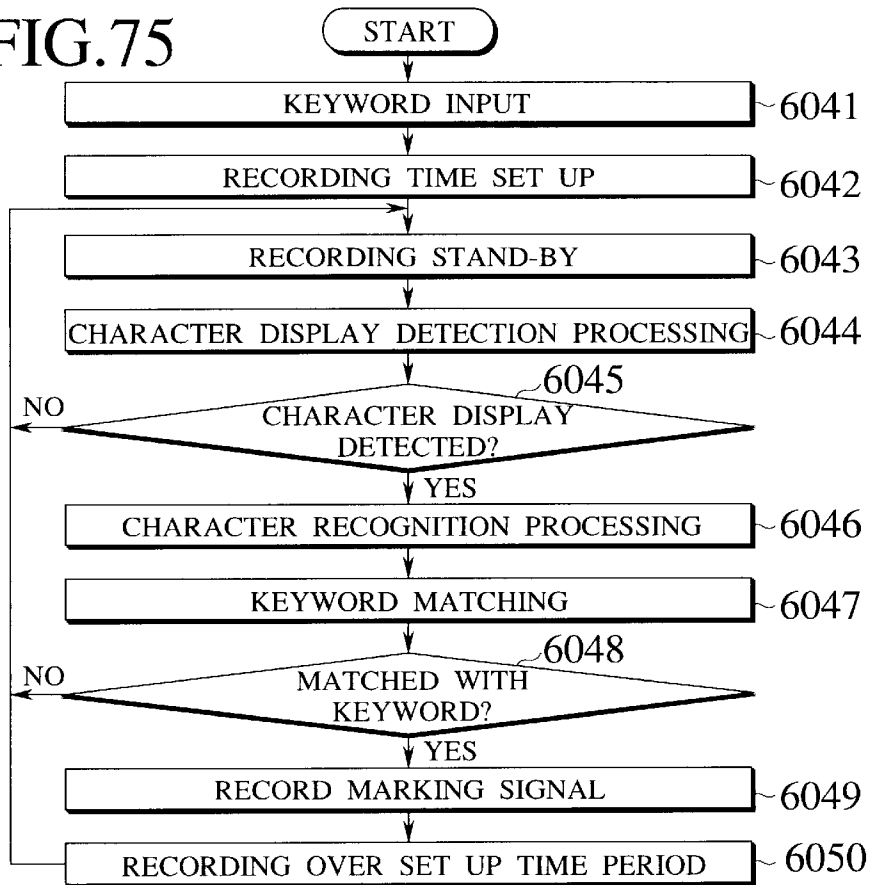 FIG.75
START
KEYWORD INPUT ~6041
RECORDING TIME SET UP ~6042
RECORDING STAND-BY ~6043
CHARACTER DISPLAY DETECTION PROCESSING ~6044
6045
NO
CHARACTER DISPLAY
DETECTED?
YES
CHARACTER RECOGNITION PROCESSING ~6046
KEYWORD MATCHING ~6047
6048
NO
MATCHED WITH
KEYWORD?
YES
RECORD MARKING SIGNAL ~6049
RECORDING OVER SET UP TIME PERIOD ~6050